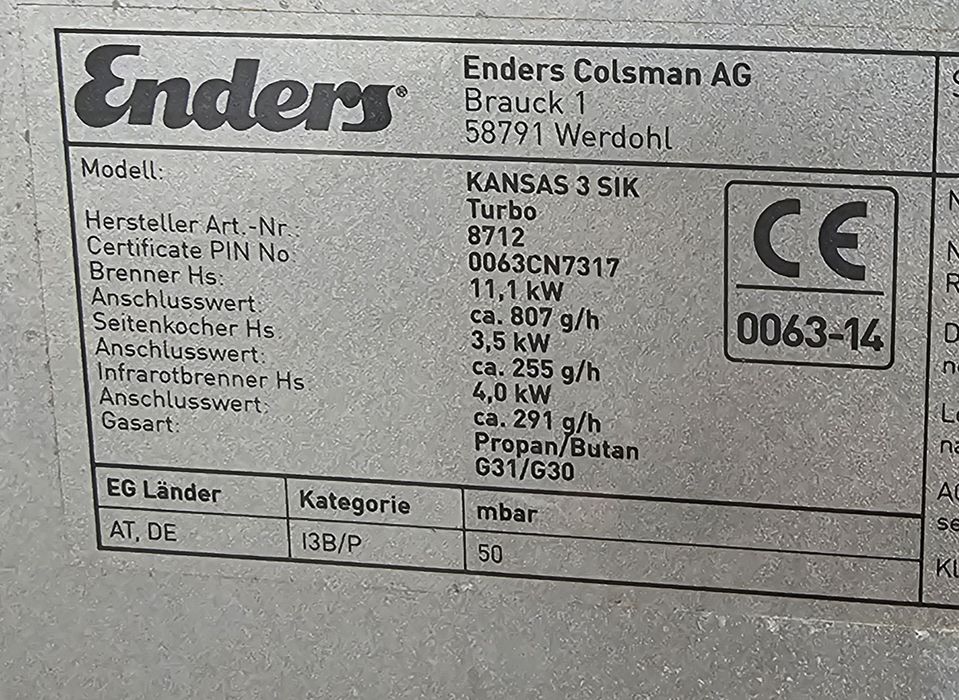 Enders®
Enders Colsman AG
Brauck 1
58791 Werdohl
Modell: KANSAS 3 SIK
Turbo
Hersteller Art.-Nr.: 8712
Certificate PIN No: 0063CN7317
Brenner Hs: 11,1 kW
Anschlusswert: ca. 807 g/h
Seitenkocher Hs: 3,5 kW
Anschlusswert: ca. 255 g/h
Infrarotbrenner Hs: 4,0 kW
Anschlusswert: ca. 291 g/h
Gasart: Propan/Butan
G31/G30
CE
0063-14
EG Länder Kategorie mbar
AT, DE I3B/P 50